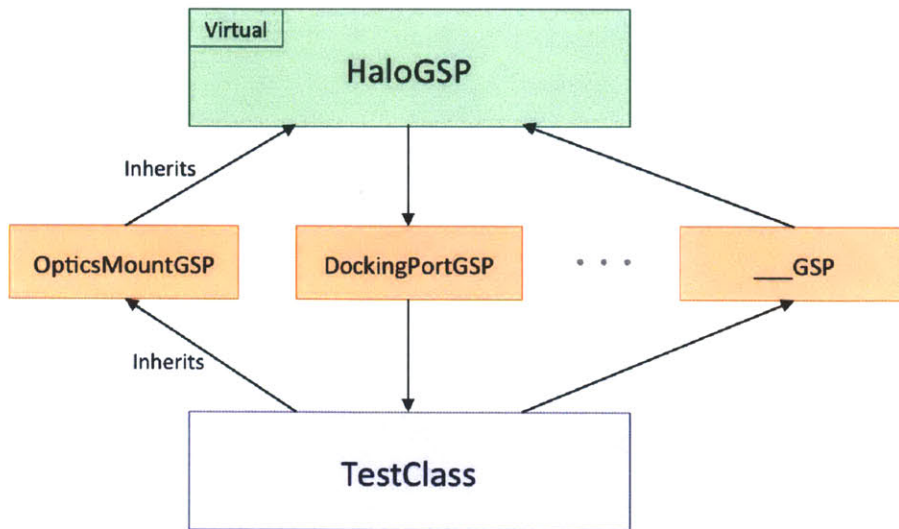 Virtual
HaloGSP
Inherits
OpticsMountGSP
DockingPortGSP
. . .
___GSP
Inherits
TestClass